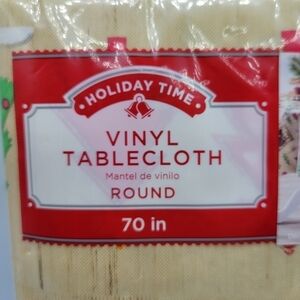 HOLIDAY TIME
VINYL
TABLECLOTH
Mantel de vinilo
ROUND
70 in